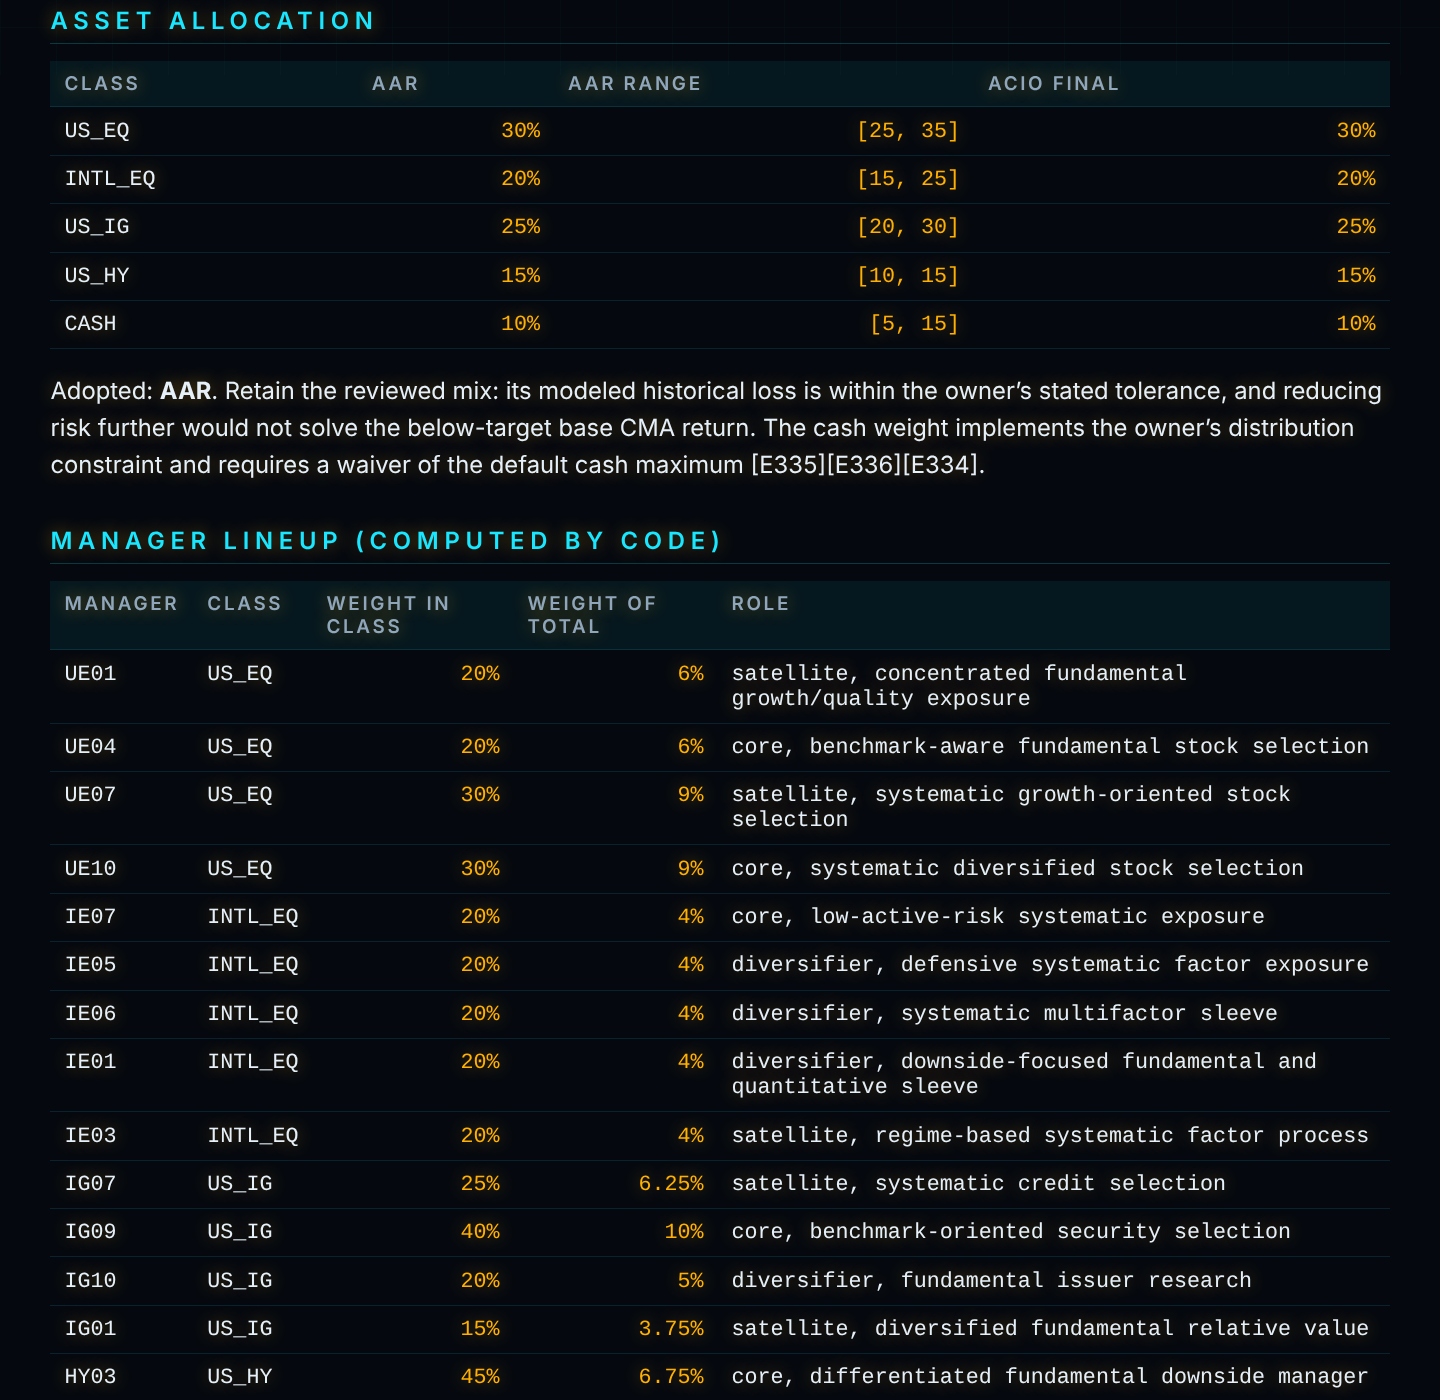 ASSET ALLOCATION
CLASS AAR AAR RANGE ACIO FINAL
US_EQ 30% [25, 35] 30%
INTL_EQ 20% [15, 25] 20%
US_IG 25% [20, 30] 25%
US_HY 15% [10, 15] 15%
CASH 10% [5, 15] 10%
Adopted: AAR. Retain the reviewed mix: its modeled historical loss is within the owner’s stated tolerance, and reducing
risk further would not solve the below-target base CMA return. The cash weight implements the owner’s distribution
constraint and requires a waiver of the default cash maximum [E335][E336][E334].
MANAGER LINEUP (COMPUTED BY CODE)
MANAGER CLASS WEIGHT IN CLASS WEIGHT OF TOTAL ROLE
UE01 US_EQ 20% 6% satellite, concentrated fundamental
growth/quality exposure
UE04 US_EQ 20% 6% core, benchmark-aware fundamental stock selection
UE07 US_EQ 30% 9% satellite, systematic growth-oriented stock
selection
UE10 US_EQ 30% 9% core, systematic diversified stock selection
IE07 INTL_EQ 20% 4% core, low-active-risk systematic exposure
IE05 INTL_EQ 20% 4% diversifier, defensive systematic factor exposure
IE06 INTL_EQ 20% 4% diversifier, systematic multifactor sleeve
IE01 INTL_EQ 20% 4% diversifier, downside-focused fundamental and
quantitative sleeve
IE03 INTL_EQ 20% 4% satellite, regime-based systematic factor process
IG07 US_IG 25% 6.25% satellite, systematic credit selection
IG09 US_IG 40% 10% core, benchmark-oriented security selection
IG10 US_IG 20% 5% diversifier, fundamental issuer research
IG01 US_IG 15% 3.75% satellite, diversified fundamental relative value
HY03 US_HY 45% 6.75% core, differentiated fundamental downside manager